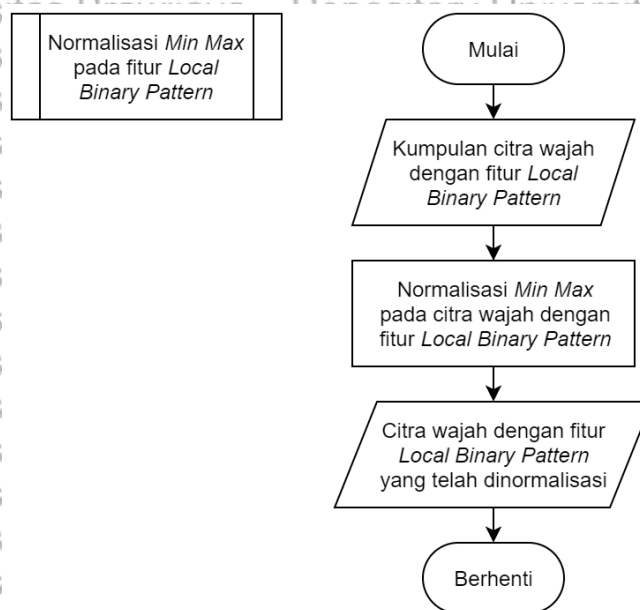 Normalisasi Min Max
pada fitur Local
Binary Pattern
Mulai
Kumpulan citra wajah
dengan fitur Local
Binary Pattern
Normalisasi Min Max
pada citra wajah dengan
fitur Local Binary Pattern
Citra wajah dengan fitur
Local Binary Pattern
yang telah dinormalisasi
Berhenti